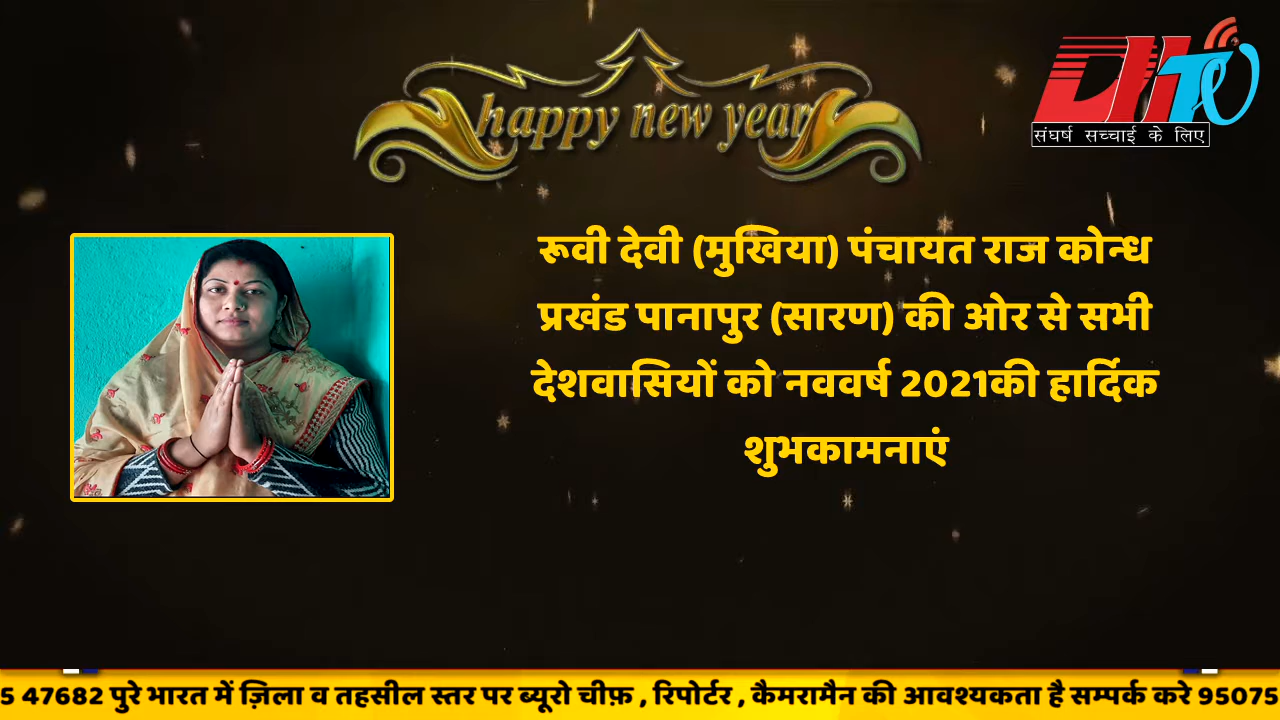 happy new year
DHTV
संघर्ष सच्चाई के लिए
रूवी देवी (मुखिया) पंचायत राज कोन्ध
प्रखंड पानापुर (सारण) की ओर से सभी
देशवासियों को नववर्ष 2021की हार्दिक
शुभकामनाएं
5 47682 पुरे भारत में ज़िला व तहसील स्तर पर ब्यूरो चीफ़ , रिपोर्टर , कैमरामैन की आवश्यकता है सम्पर्क करे 95075